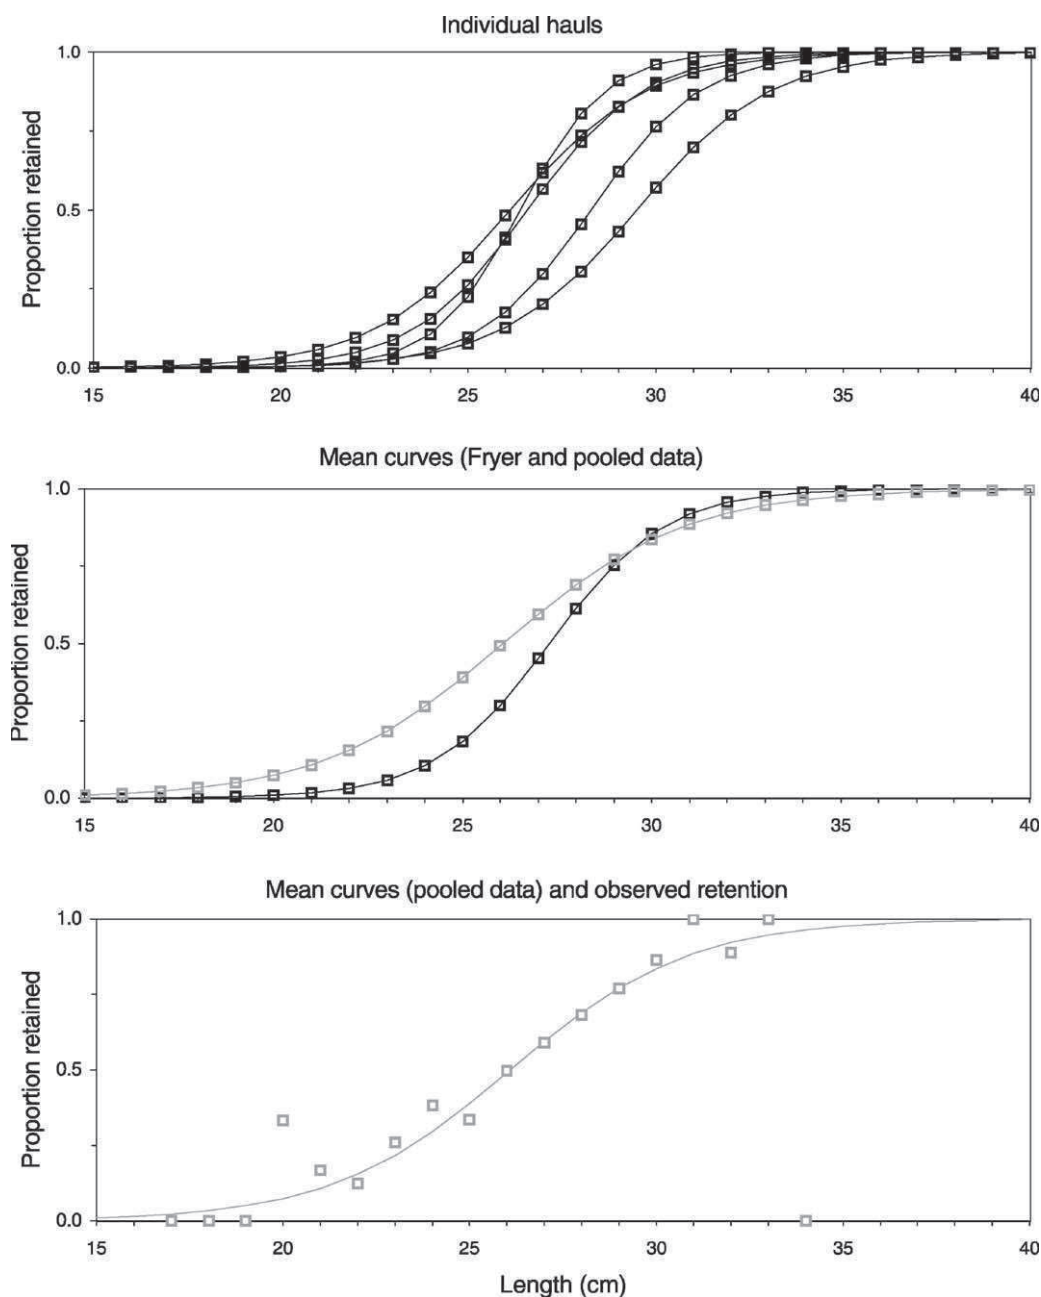 Individual hauls
Proportion retained
1.0
0.5
0.0
15 20 25 30 35 40
Mean curves (Fryer and pooled data)
Proportion retained
1.0
0.5
0.0
15 20 25 30 35 40
Mean curves (pooled data) and observed retention
Proportion retained
1.0
0.5
0.0
15 20 25 30 35 40
Length (cm)